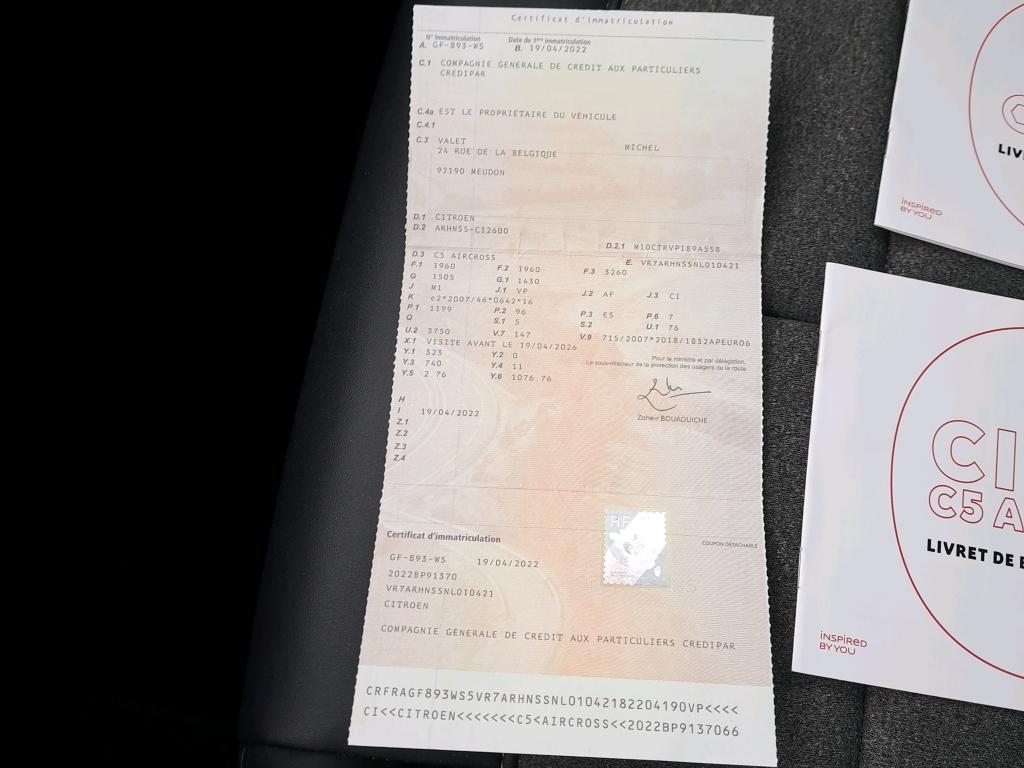 Certificat d'immatriculation
N° Immatriculation Date de 1ère immatriculation
A. GF-893-WS B. 19/04/2022
C.1 COMPAGNIE GENERALE DE CREDIT AUX PARTICULIERS
CREDIPAR
C.4a EST LE PROPRIÉTAIRE DU VÉHICULE
C.4.1
C.3 VALET MICHEL
24 RUE DE LA BELGIQUE
92190 MEUDON
D.1 CITROEN
D.2 ARHNSS-C12600
D.2.1 M10CTRVP189A558
D.3 C5 AIRCROSS E. VR7ARHNSSNL010421
F.1 1960 F.2 1960 F.3 3260
G 1505 G.1 1430
J M1 J.1 VP J.2 AF J.3 CI
K e2*2007/46*0642*16
P.1 1199 P.2 96 P.3 ES P.6 7
Q S.1 5 S.2 U.1 76
U.2 3750 V.7 147 V.9 715/2007*2018/1832APEURO6
X.1 VISITE AVANT LE 19/04/2026
Y.1 323 Y.2 0
Y.3 740 Y.4 11
Y.5 2.76 Y.6 1076.76
Pour le ministre et par délégation,
Le sous-directeur de la protection des usagers de la route
Zaheir BOUAOUICHE
H
I 19/04/2022
Z.1
Z.2
Z.3
Z.4
RF
Certificat d'immatriculation COUPON DÉTACHABLE
GF-893-WS 19/04/2022
2022BP91370
VR7ARHNSSNL010421
CITROEN
COMPAGNIE GENERALE DE CREDIT AUX PARTICULIERS CREDIPAR
CRFRAGF893WS5VR7ARHNSSNL01042182204190VP<<<<
CI<<CITROEN<<<<<<<C5<AIRCROSS<<2022BP9137066
LIV
INSPIRED
BY YOU
CI
C5 A
LIVRET DE
INSPIRED
BY YOU